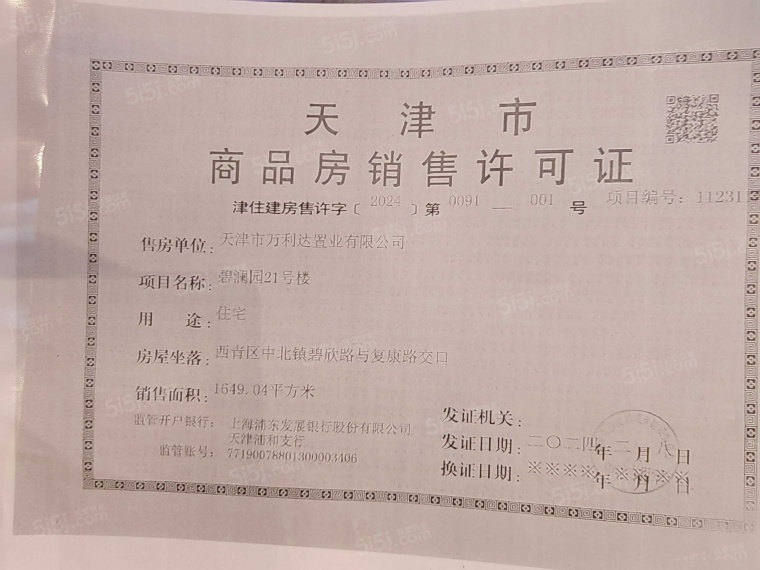 天津市
商品房销售许可证
津住建房售许字〔2024〕第0091—001号 项目编号：11231
售房单位：天津市万利达置业有限公司
项目名称：碧澜园21号楼
用途：住宅
房屋坐落：西青区中北镇碧欣路与复康路交口
销售面积：1649.04平方米
监管开户银行：上海浦东发展银行股份有限公司
天津浦和支行
监管账号：77190078801300003406
发证机关：
发证日期：二〇二四年二月八日
换证日期：※※※※年※※月※※日
5i5j.com